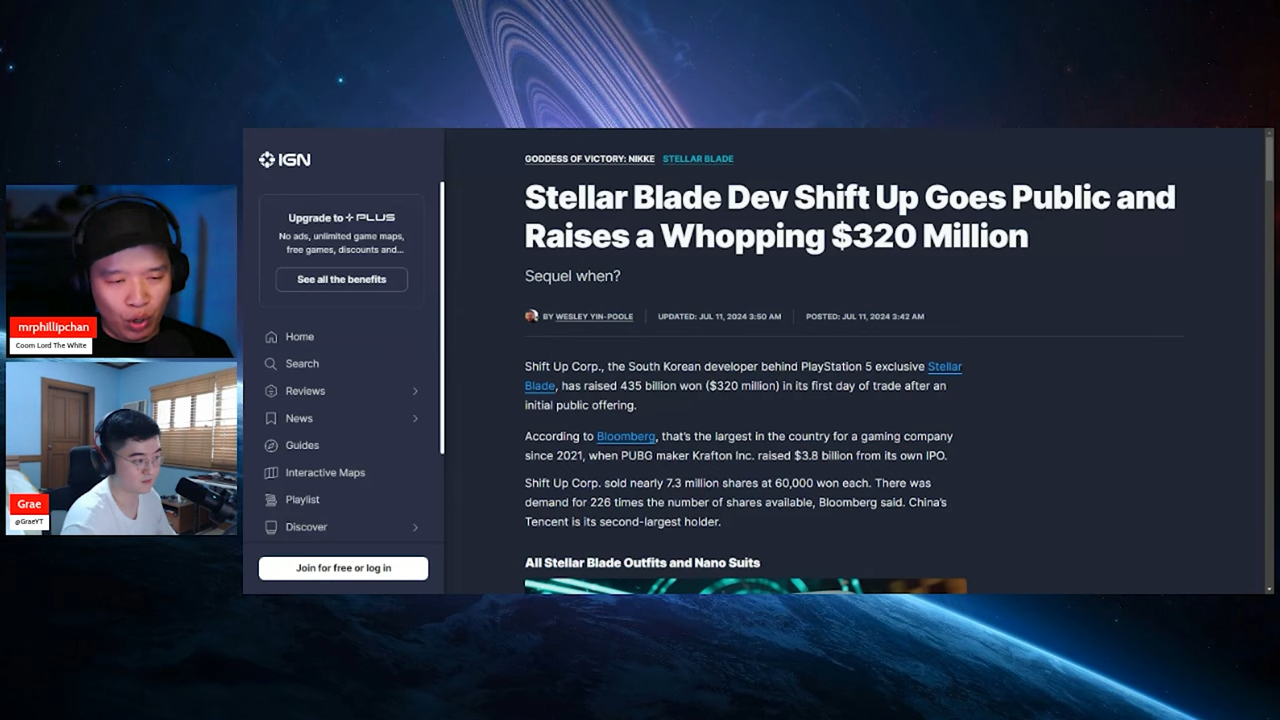 IGN
Upgrade to + PLUS
No ads, unlimited game maps,
free games, discounts and...
See all the benefits
Home
Search
Reviews
News
Guides
Interactive Maps
Playlist
Discover
Join for free or log in
GODDESS OF VICTORY: NIKKE STELLAR BLADE
Stellar Blade Dev Shift Up Goes Public and
Raises a Whopping $320 Million
Sequel when?
BY WESLEY YIN-POOLE UPDATED: JUL 11, 2024 3:50 AM POSTED: JUL 11, 2024 3:42 AM
Shift Up Corp., the South Korean developer behind PlayStation 5 exclusive Stellar
Blade, has raised 435 billion won ($320 million) in its first day of trade after an
initial public offering.
According to Bloomberg, that's the largest in the country for a gaming company
since 2021, when PUBG maker Krafton Inc. raised $3.8 billion from its own IPO.
Shift Up Corp. sold nearly 7.3 million shares at 60,000 won each. There was
demand for 226 times the number of shares available, Bloomberg said. China's
Tencent is its second-largest holder.
All Stellar Blade Outfits and Nano Suits
mrphillipchan
Coom Lord The White
Grae
@GraeYT